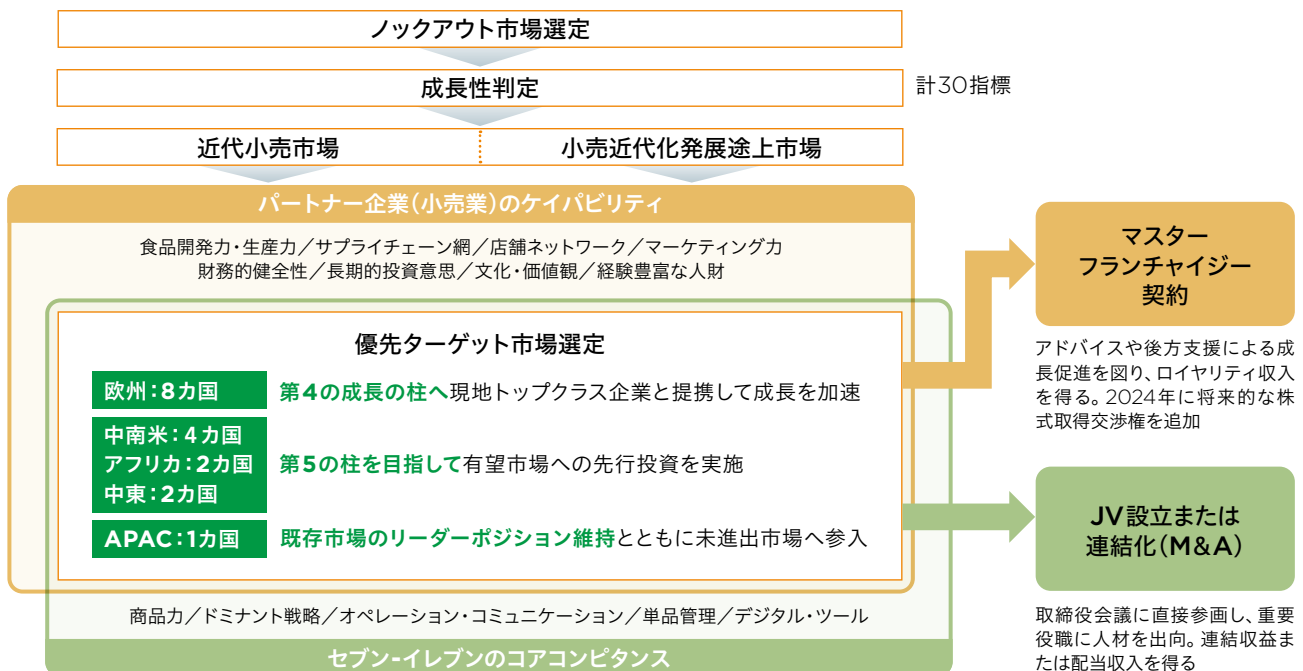 ノックアウト市場選定
成長性判定
計30指標
近代小売市場
小売近代化発展途上市場
パートナー企業（小売業）のケイパビリティ
食品開発力・生産力／サプライチェーン網／店舗ネットワーク／マーケティング力
財務的健全性／長期的投資意思／文化・価値観／経験豊富な人財
優先ターゲット市場選定
欧州：8カ国
第4の成長の柱へ現地トップクラス企業と提携して成長を加速
中南米：4カ国
アフリカ：2カ国
中東：2カ国
第5の柱を目指して有望市場への先行投資を実施
APAC：1カ国
既存市場のリーダーポジション維持とともに未進出市場へ参入
商品力／ドミナント戦略／オペレーション・コミュニケーション／単品管理／デジタル・ツール
セブン-イレブンのコアコンピタンス
マスター
フランチャイジー
契約
アドバイスや後方支援による成
長促進を図り、ロイヤリティ収入
を得る。2024年に将来的な株
式取得交渉権を追加
JV設立または
連結化（M&A）
取締役会議に直接参画し、重要
役職に人材を出向。連結収益ま
たは配当収入を得る